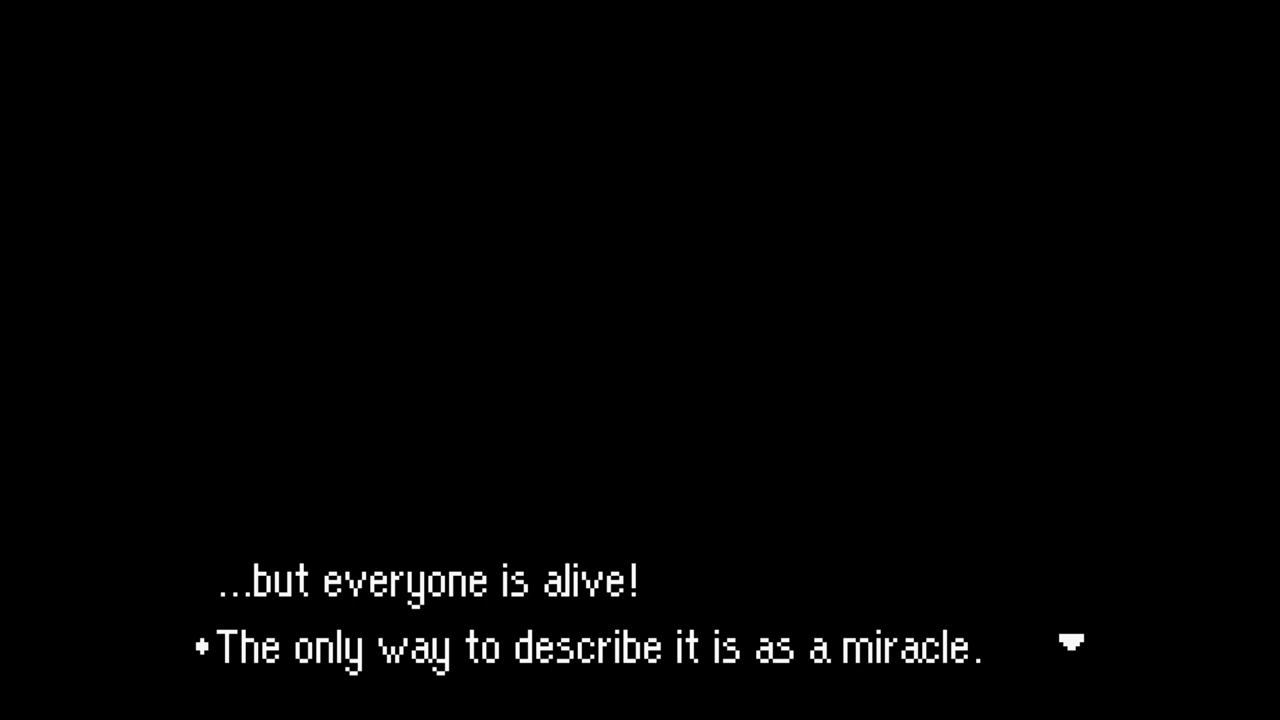 ...but everyone is alive!
•The only way to describe it is as a miracle.